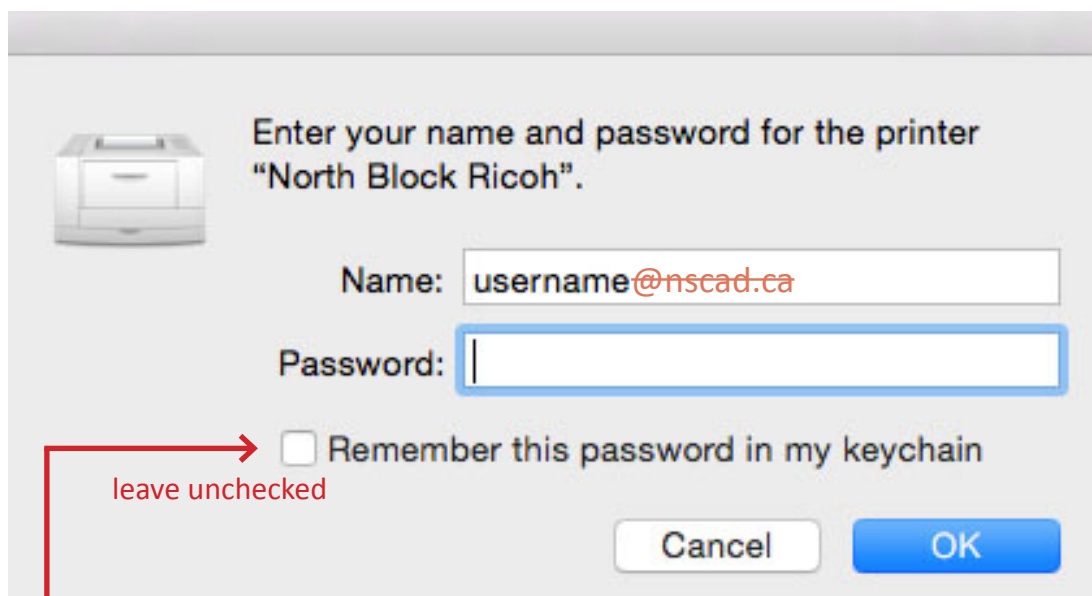 Enter your name and password for the printer
“North Block Ricoh”.
Name: username@nscad.ca
Password:
Remember this password in my keychain
leave unchecked
Cancel OK